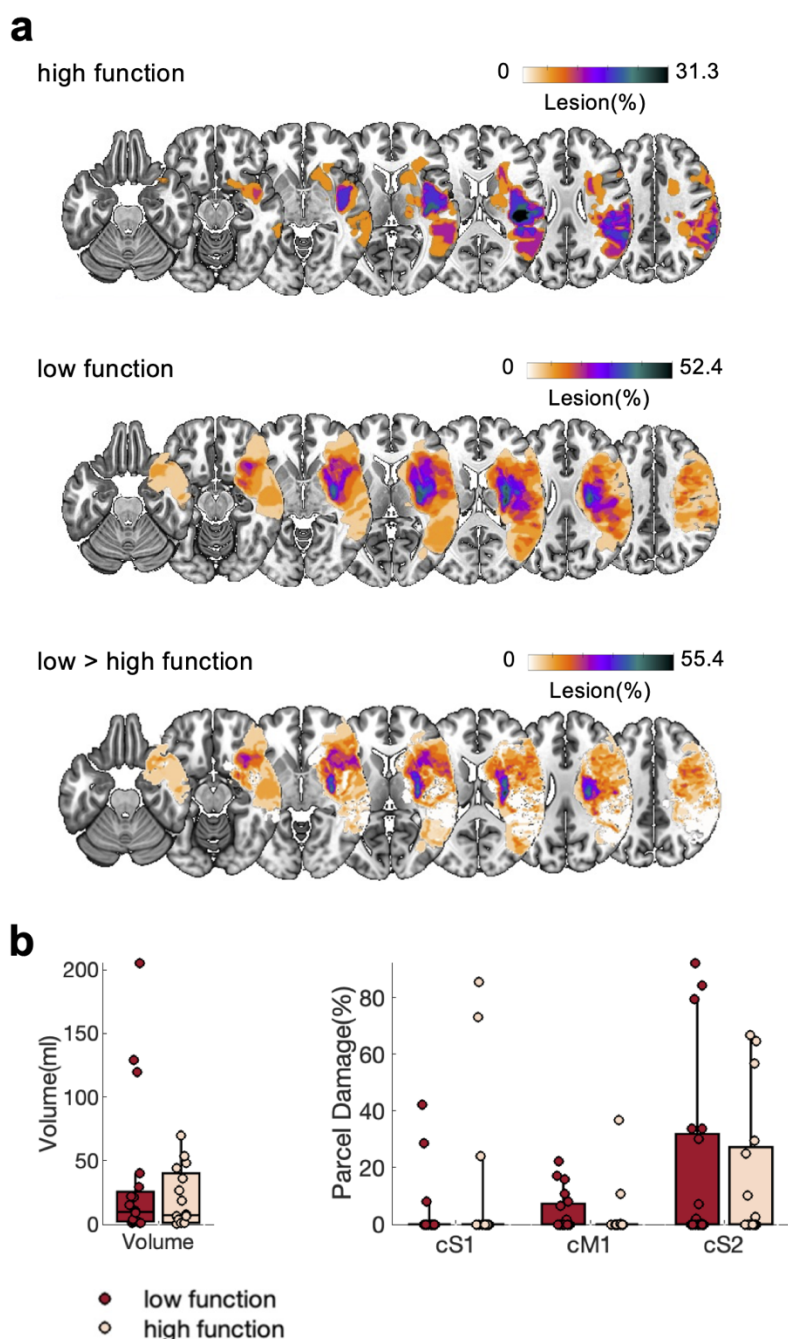 a
high function
0 31.3
Lesion(%)
low function
0 52.4
Lesion(%)
low > high function
0 55.4
Lesion(%)
b
Volume(ml)
200
150
100
50
0
Volume
Parcel Damage(%)
80
60
40
20
0
cS1 cM1 cS2
low function
high function